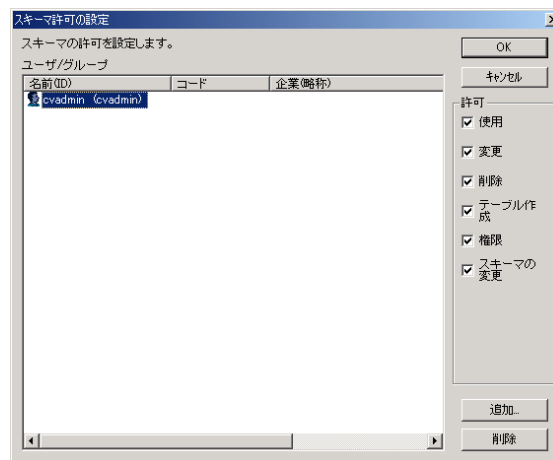 スキーマ許可の設定
スキーマの許可を設定します。
ユーザ/グループ
名前(ID) コード 企業(略称)
cvadmin (cvadmin)
OK
キャンセル
許可
使用
変更
削除
テーブル作
成
権限
スキーマの
変更
追加...
削除